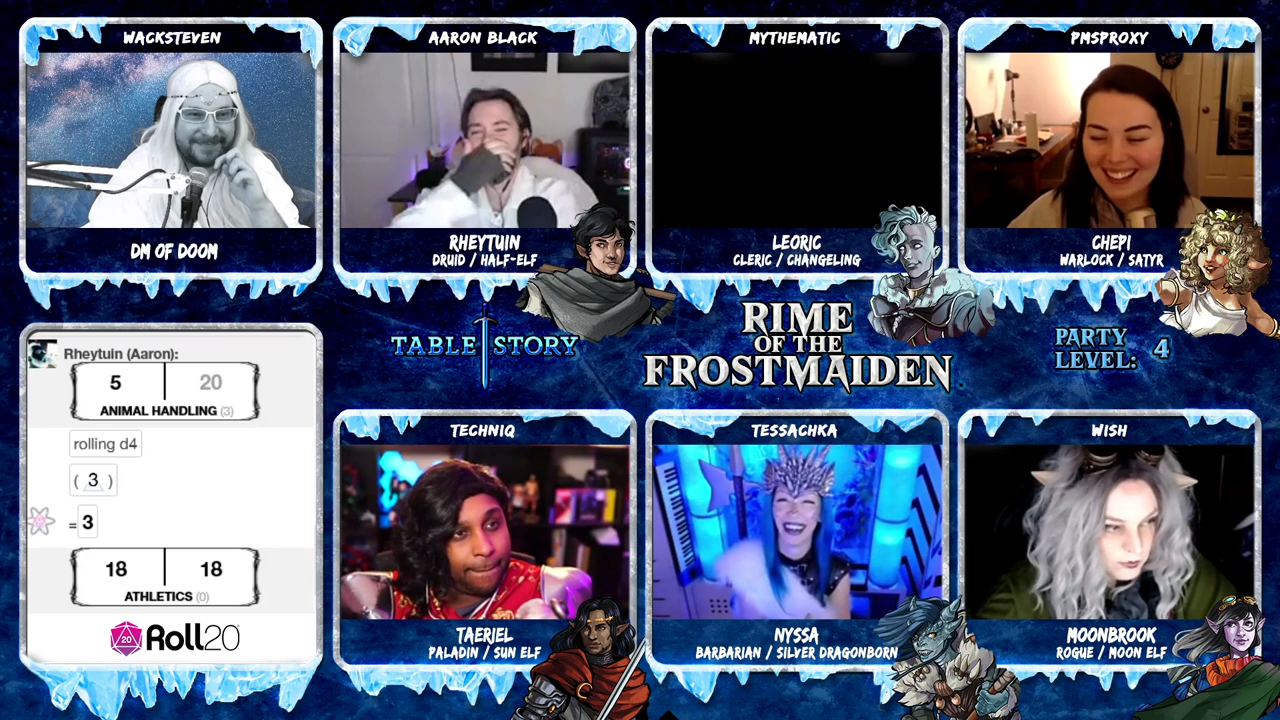 WACKSTEVEN
DM OF DOOM
AARON BLACK
RHEYTUIN
DRUID / HALF-ELF
MYTHEMATIC
LEORIC
CLERIC / CHANGELING
PMSPROXY
CHEPI
WARLOCK / SATYR
Rheytuin (Aaron):
5 20
ANIMAL HANDLING (3)
rolling d4
( 3 )
= 3
18 18
ATHLETICS (0)
20 Roll20
TABLE STORY
RIME
OF THE
FROSTMAIDEN
PARTY
LEVEL: 4
TECHNIQ
TAERIEL
PALADIN / SUN ELF
TESSACHKA
NYSSA
BARBARIAN / SILVER DRAGONBORN
WISH
MOONBROOK
ROGUE / MOON ELF